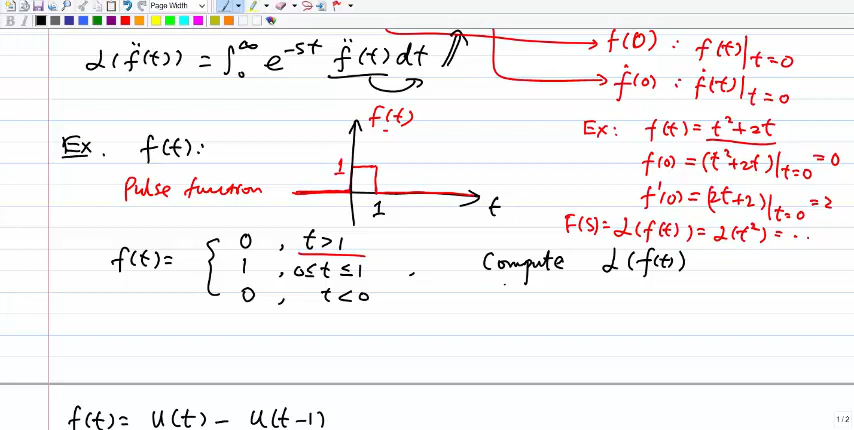 Page Width
ℒ(f̈(t)) = ∫₀^∞ e^{-st} f̈(t) dt
f(0) : f(t)|_{t=0}
ḟ(0) : ḟ(t)|_{t=0}
Ex: f(t) = t²+2t
f(0) = (t²+2t)|_{t=0} = 0
f'(0) = (2t+2)|_{t=0} = 2
F(S) = ℒ(f(t)) = ℒ(t²) = ...
Ex. f(t):
Pulse function
f(t)
1
1
t
f(t) = { 0 , t>1
1 , 0≤t≤1 , Compute ℒ(f(t))
0 , t<0
f(t) = u(t) - u(t-1)
1/2